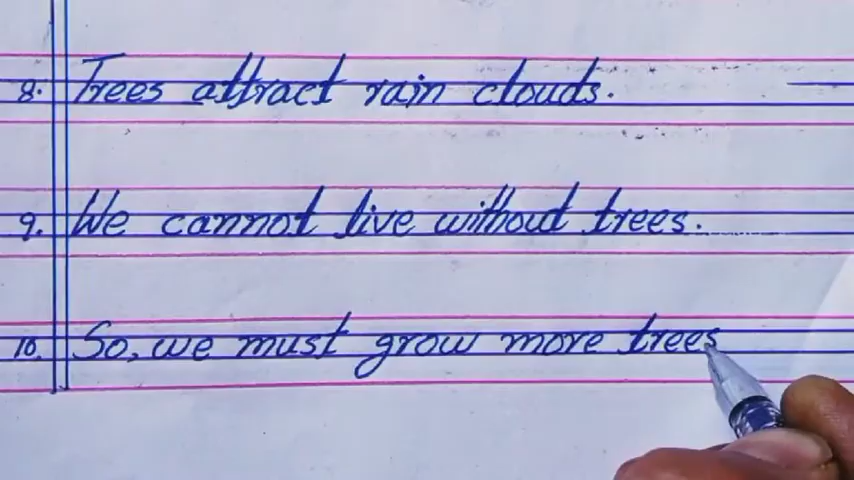 8. Trees attract rain clouds.
9. We cannot live without trees.
10. So, we must grow more trees